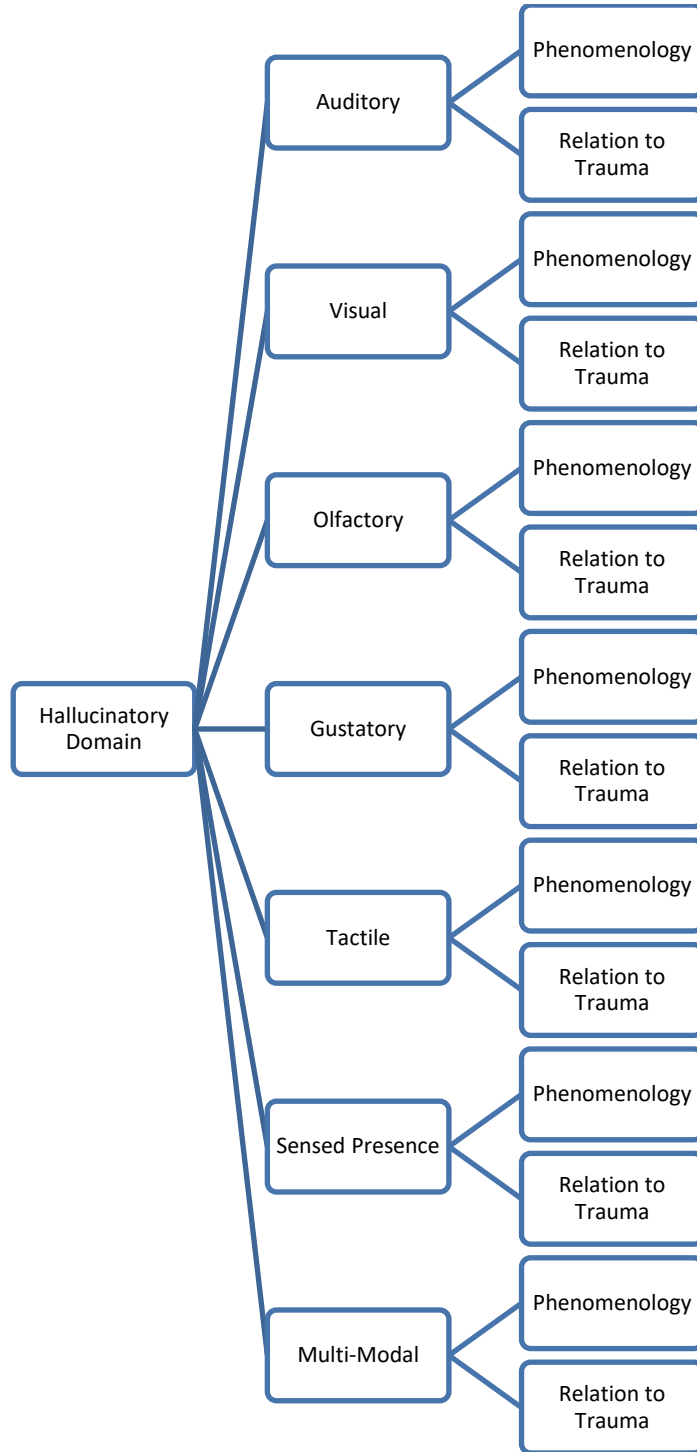 Phenomenology
Auditory
Relation to
Trauma
Phenomenology
Visual
Relation to
Trauma
Phenomenology
Olfactory
Relation to
Trauma
Hallucinatory
Domain
Phenomenology
Gustatory
Relation to
Trauma
Phenomenology
Tactile
Relation to
Trauma
Phenomenology
Sensed Presence
Relation to
Trauma
Phenomenology
Multi-Modal
Relation to
Trauma